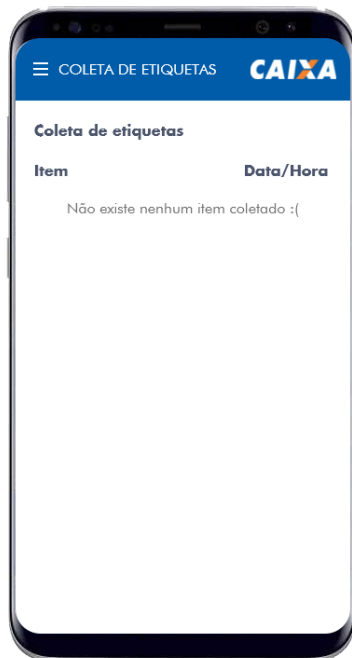 COLETA DE ETIQUETAS CAIXA
Coleta de etiquetas
Item Data/Hora
Não existe nenhum item coletado :(